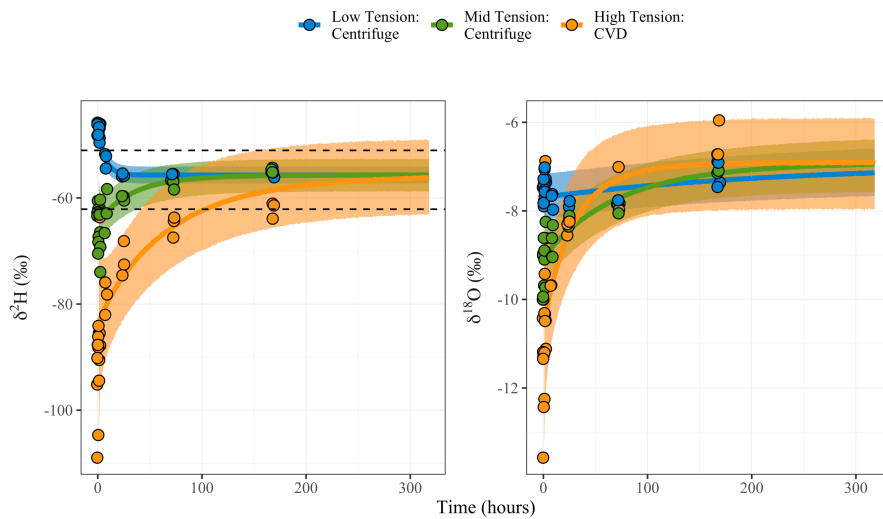 Low Tension:
Centrifuge
Mid Tension:
Centrifuge
High Tension:
CVD
δ²H (‰)
-60
-80
-100
0
100
200
300
δ¹⁸O (‰)
-6
-8
-10
-12
0
100
200
300
Time (hours)